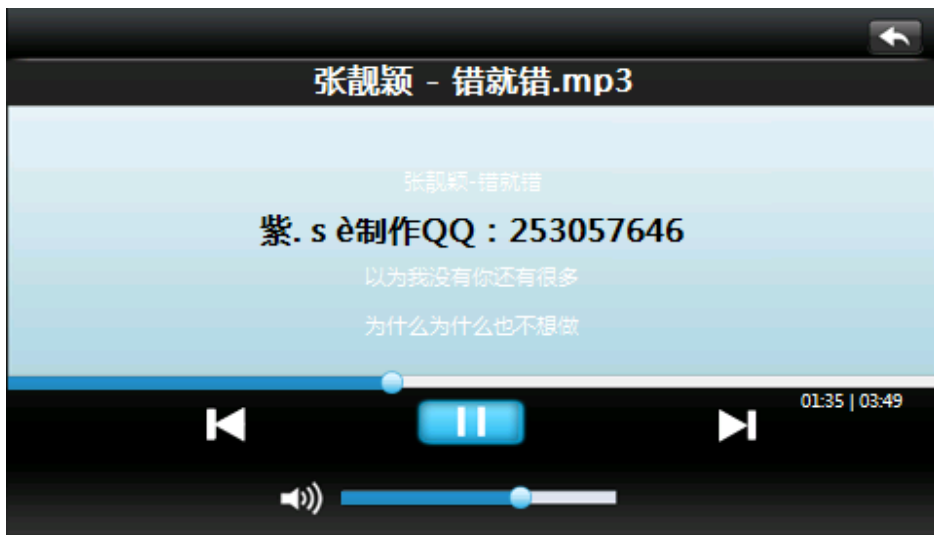 张靓颖 - 错就错.mp3
张靓颖-错就错
紫. s è制作QQ：253057646
以为我没有你还有很多
为什么为什么也不想做
01:35 | 03:49